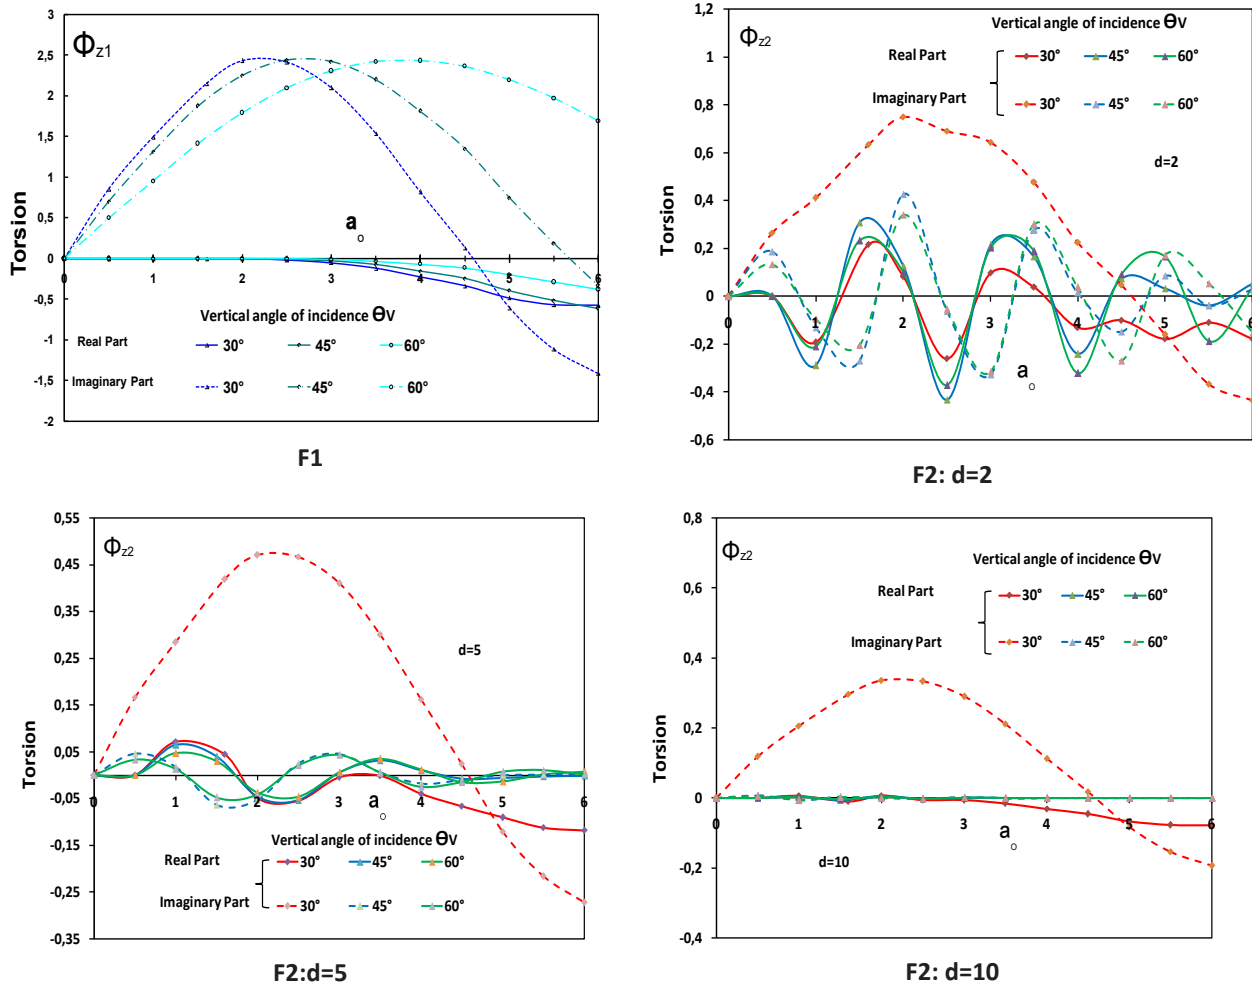 Φz1
Torsion
3
2,5
2
1,5
1
0,5
0
-0,5
-1
-1,5
-2
0 1 2 3 4 5 6
ao
Vertical angle of incidence ΘV
Real Part 30° 45° 60°
Imaginary Part 30° 45° 60°
F1
Φz2
Torsion
1,2
1
0,8
0,6
0,4
0,2
0
-0,2
-0,4
-0,6
0 1 2 3 4 5 6
Vertical angle of incidence ΘV
Real Part 30° 45° 60°
Imaginary Part 30° 45° 60°
d=2
ao
F2: d=2
Φz2
Torsion
0,55
0,45
0,35
0,25
0,15
0,05
-0,05
-0,15
-0,25
-0,35
0 1 2 3 4 5 6
d=5
ao
Vertical angle of incidence ΘV
Real Part 30° 45° 60°
Imaginary Part 30° 45° 60°
F2:d=5
Φz2
Torsion
0,8
0,6
0,4
0,2
0
-0,2
-0,4
0 1 2 3 4 5 6
Vertical angle of incidence ΘV
Real Part 30° 45° 60°
Imaginary Part 30° 45° 60°
ao
d=10
F2: d=10